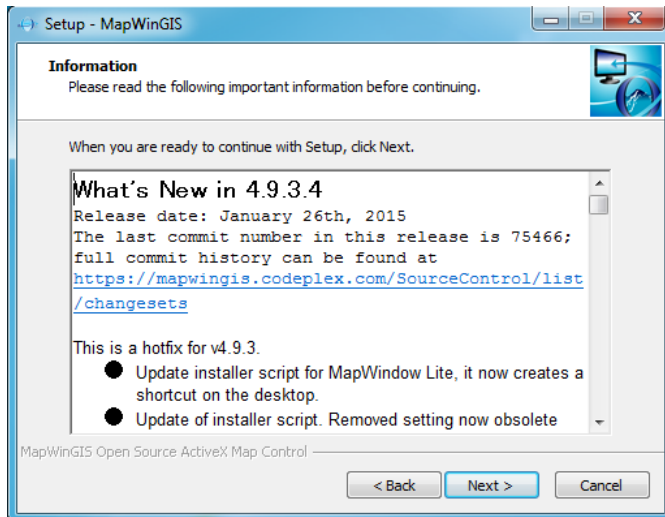 Setup - MapWinGIS
Information
Please read the following important information before continuing.
When you are ready to continue with Setup, click Next.
What's New in 4.9.3.4
Release date: January 26th, 2015
The last commit number in this release is 75466;
full commit history can be found at
https://mapwingis.codeplex.com/SourceControl/list
/changesets
This is a hotfix for v4.9.3.
● Update installer script for MapWindow Lite, it now creates a
shortcut on the desktop.
● Update of installer script. Removed setting now obsolete
MapWinGIS Open Source ActiveX Map Control
< Back Next > Cancel